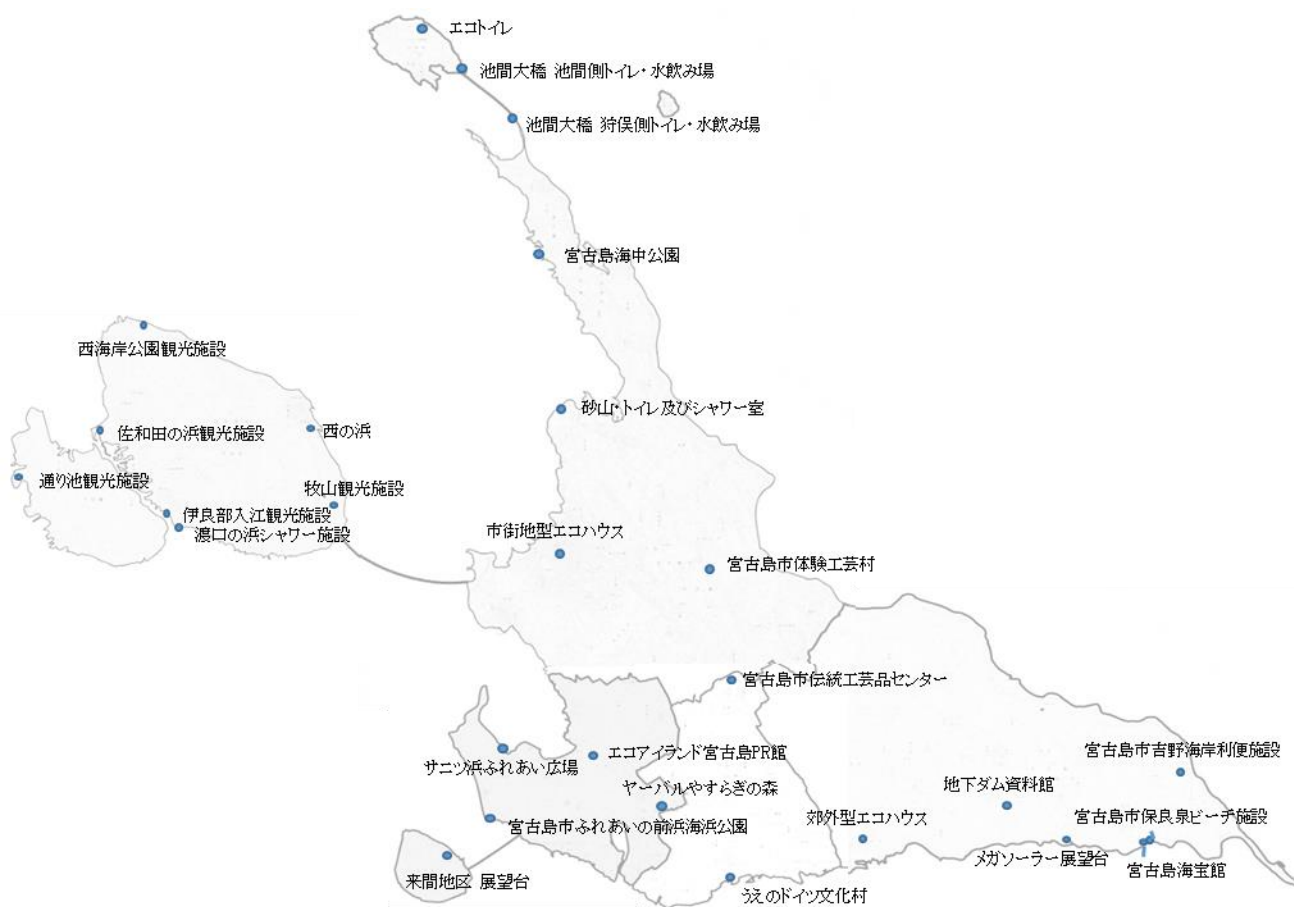 エコトイレ
池間大橋 池間側トイレ・水飲み場
池間大橋 狩俣側トイレ・水飲み場
宮古島海中公園
西海岸公園観光施設
砂山・トイレ及びシャワー室
佐和田の浜観光施設
西の浜
通り池観光施設
牧山観光施設
伊良部入江観光施設
渡口の浜シャワー施設
市街地型エコハウス
宮古島市体験工芸村
宮古島市伝統工芸品センター
サニツ浜ふれあい広場
エコアイランド宮古島PR館
宮古島市吉野海岸利便施設
ヤーバルやすらぎの森
地下ダム資料館
宮古島市ふれあいの前浜海浜公園
郊外型エコハウス
宮古島市保良泉ビーチ施設
メガソーラー展望台
宮古島海宝館
来間地区 展望台
うえのドイツ文化村